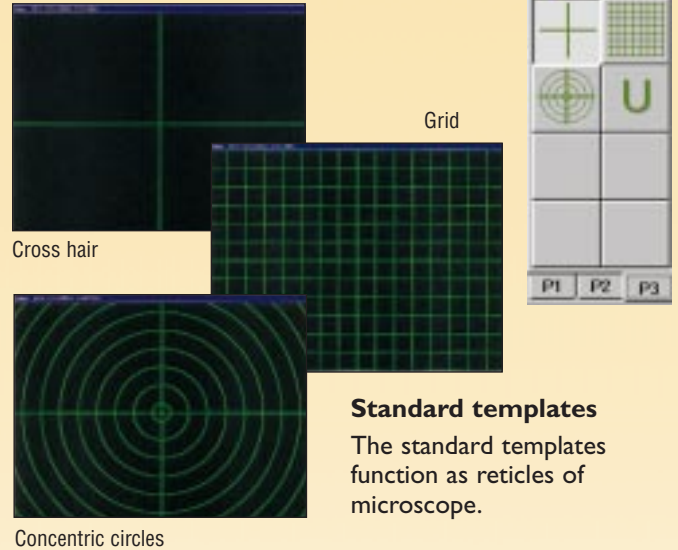 Grid
U
Cross hair
P1 P2 P3
Standard templates
The standard templates
function as reticles of
microscope.
Concentric circles